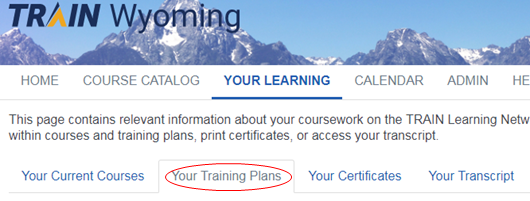 TRAIN Wyoming
HOME COURSE CATALOG YOUR LEARNING CALENDAR ADMIN HE
This page contains relevant information about your coursework on the TRAIN Learning Netw
within courses and training plans, print certificates, or access your transcript.
Your Current Courses Your Training Plans Your Certificates Your Transcript